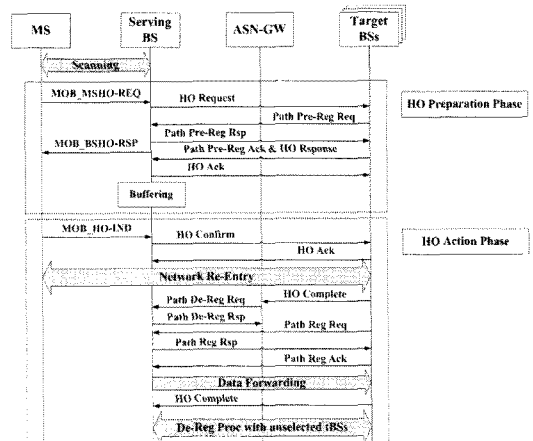 MS
Serving
BS
ASN-GW
Target
BSs
Scanning
MOB_MSHO-REQ
HO Request
HO Preparation Phase
Path Pre-Reg Req
Path Pre-Reg Rsp
MOB_BSHO-RSP
Path Pre-Reg Ack & HO Rsponse
HO Ack
Buffering
MOB_HO-IND
HO Confirm
HO Action Phase
HO Ack
Network Re-Entry
HO Complete
Path De-Reg Req
Path De-Reg Rsp
Path Reg Req
Path Reg Rsp
Path Reg Ack
Data Forwarding
HO Complete
De-Reg Proc with unselected tBSs